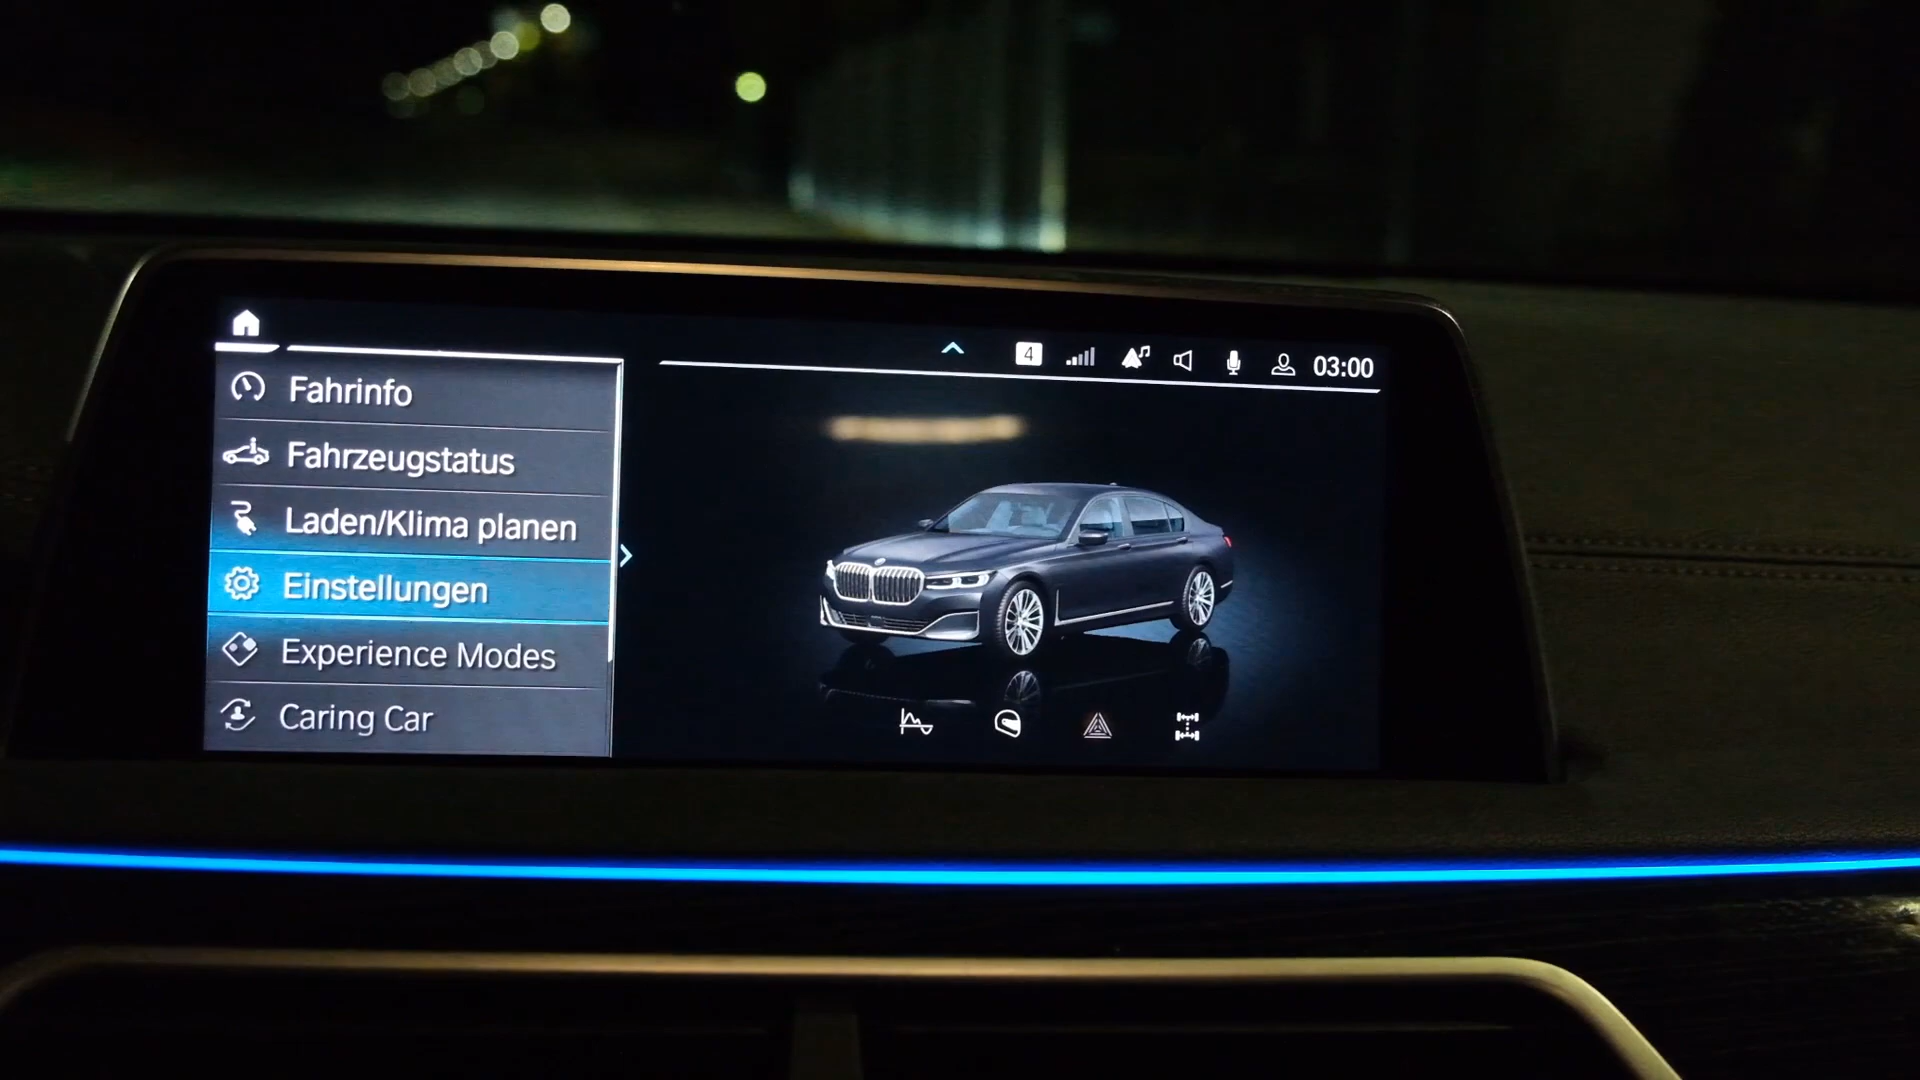 4
03:00
Fahrinfo
Fahrzeugstatus
Laden/Klima planen
Einstellungen
Experience Modes
Caring Car